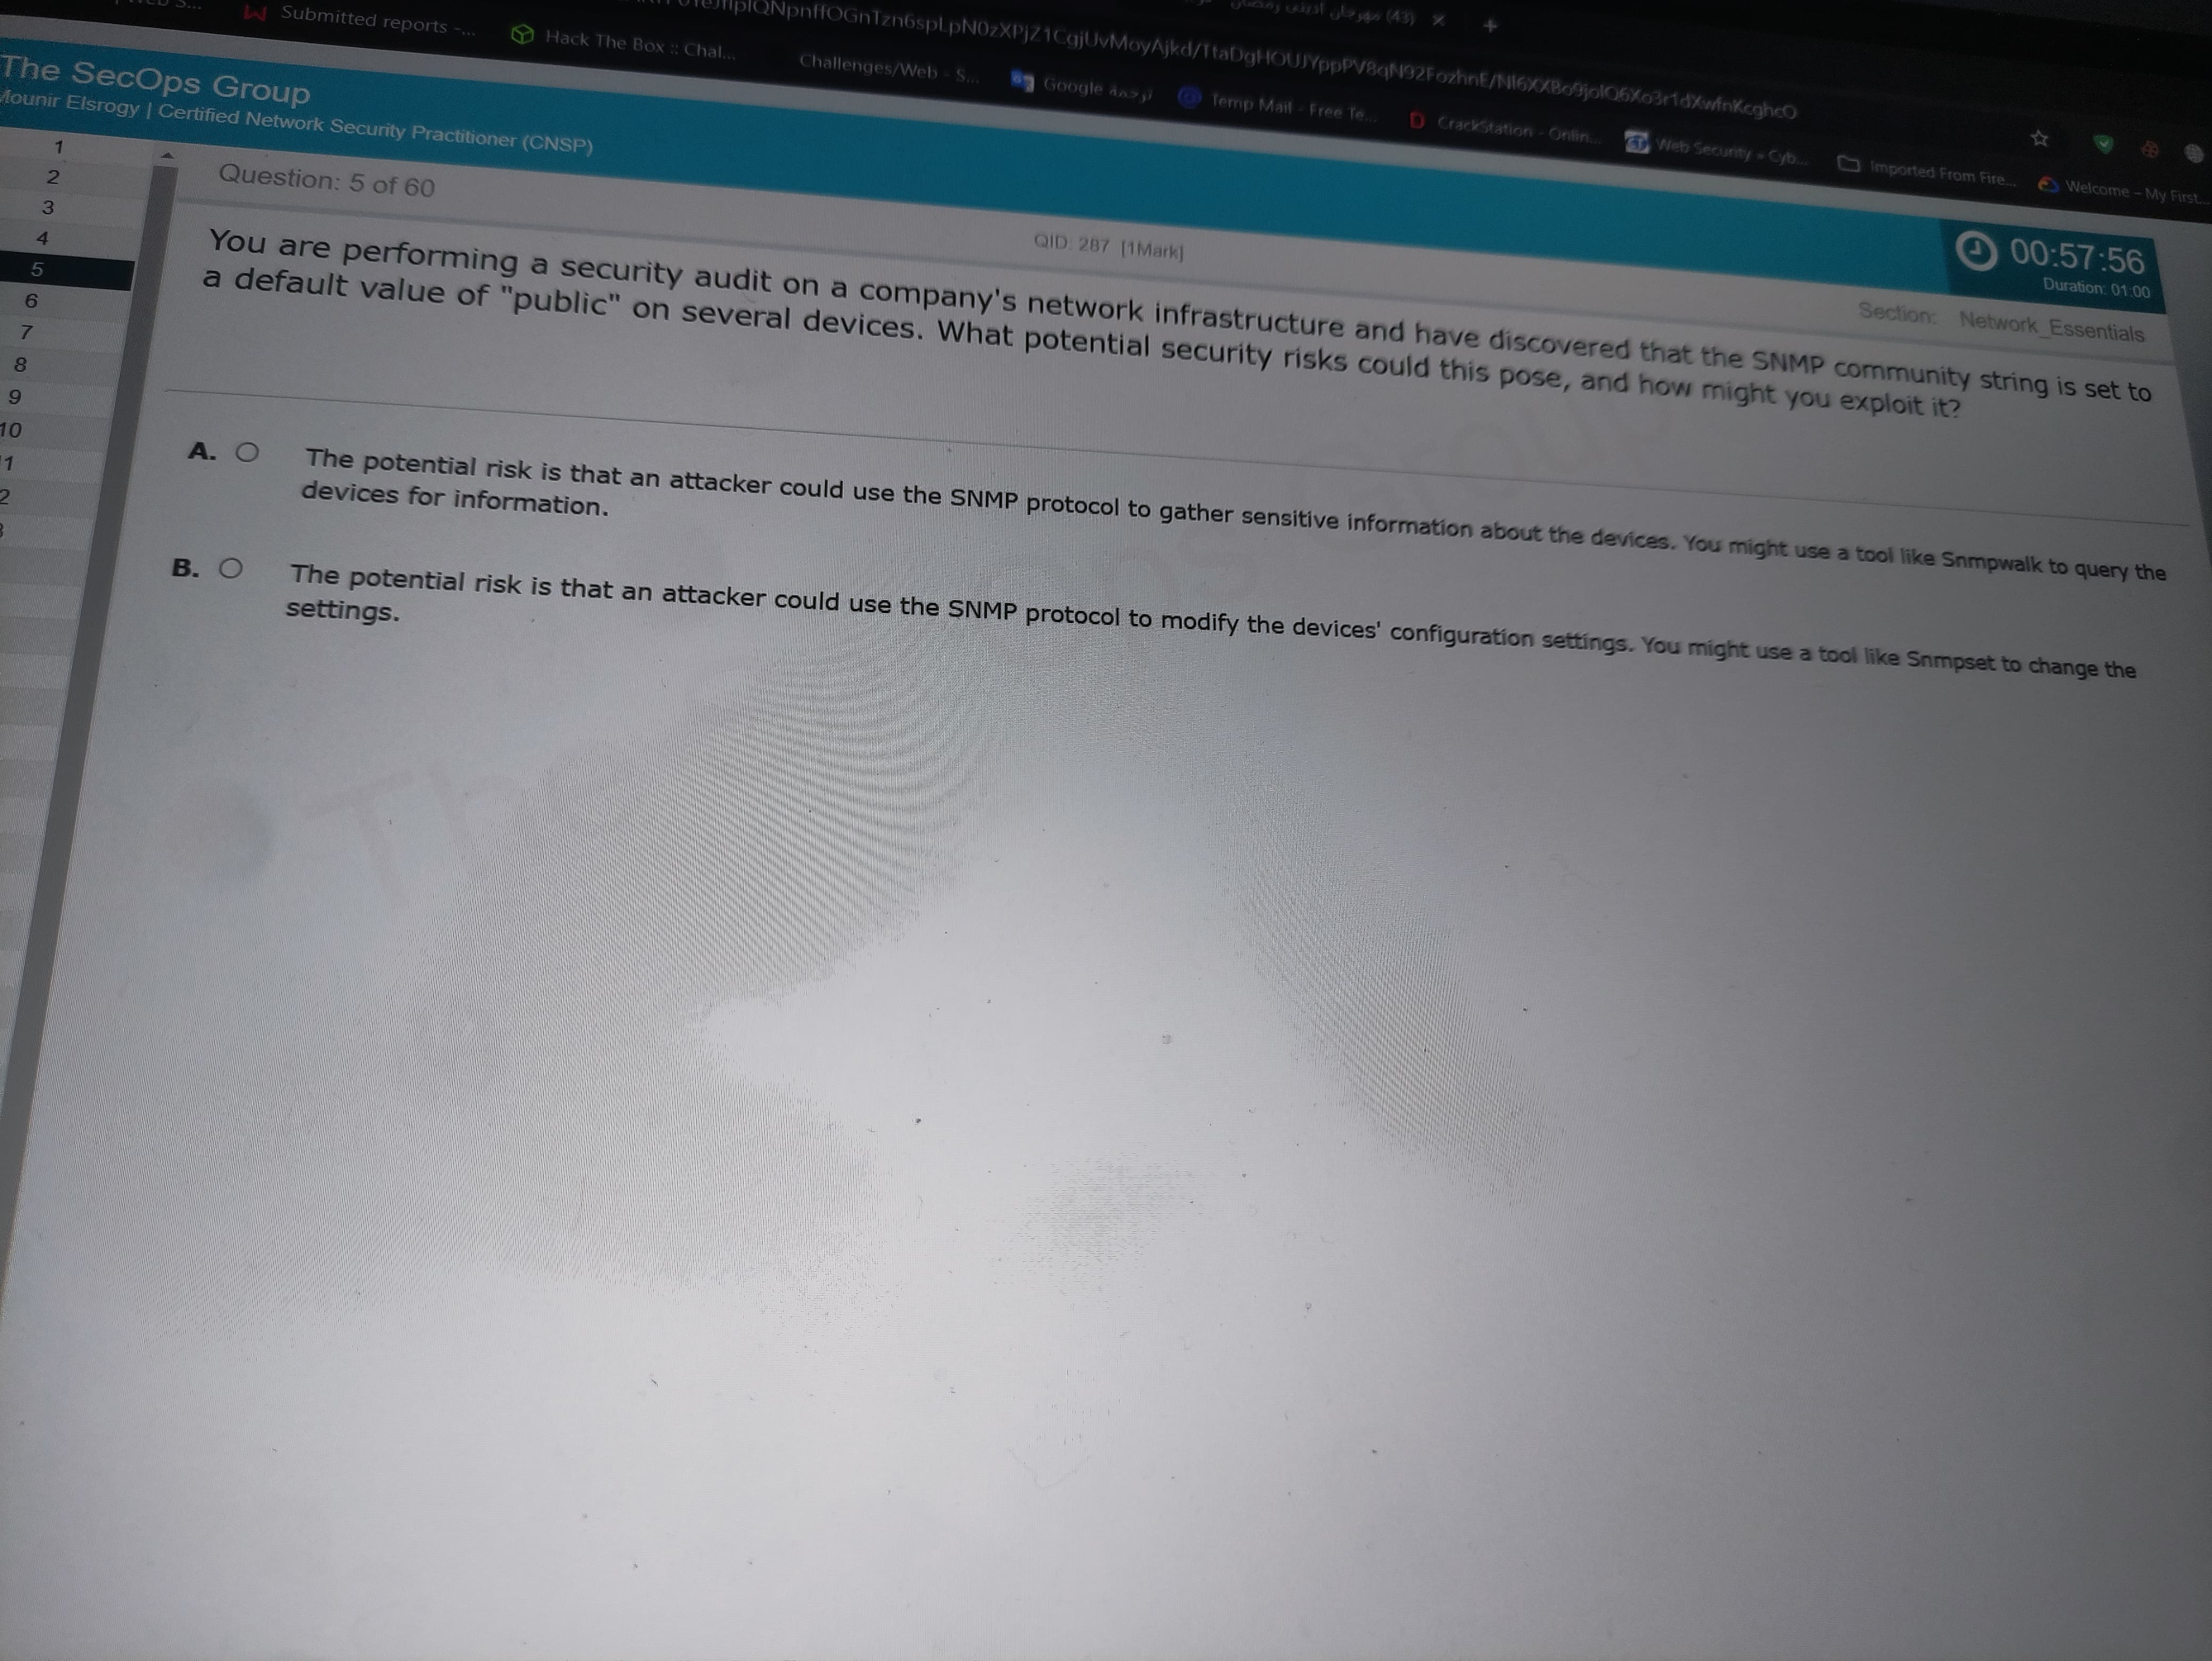 Submitted reports -...
Hack The Box :: Chal...
Challenges/Web - S...
Google ترجمة
Temp Mail - Free Te...
CrackStation - Onlin...
Web Security » Cyb...
Imported From Fire...
Welcome – My First...
The SecOps Group
Mounir Elsrogy | Certified Network Security Practitioner (CNSP)
00:57:56
Duration: 01:00
1
2
3
4
5
6
7
8
9
10
Question: 5 of 60
QID: 287 [1Mark]
Section: Network_Essentials
You are performing a security audit on a company's network infrastructure and have discovered that the SNMP community string is set to
a default value of "public" on several devices. What potential security risks could this pose, and how might you exploit it?
A. The potential risk is that an attacker could use the SNMP protocol to gather sensitive information about the devices. You might use a tool like Snmpwalk to query the
devices for information.
B. The potential risk is that an attacker could use the SNMP protocol to modify the devices' configuration settings. You might use a tool like Snmpset to change the
settings.